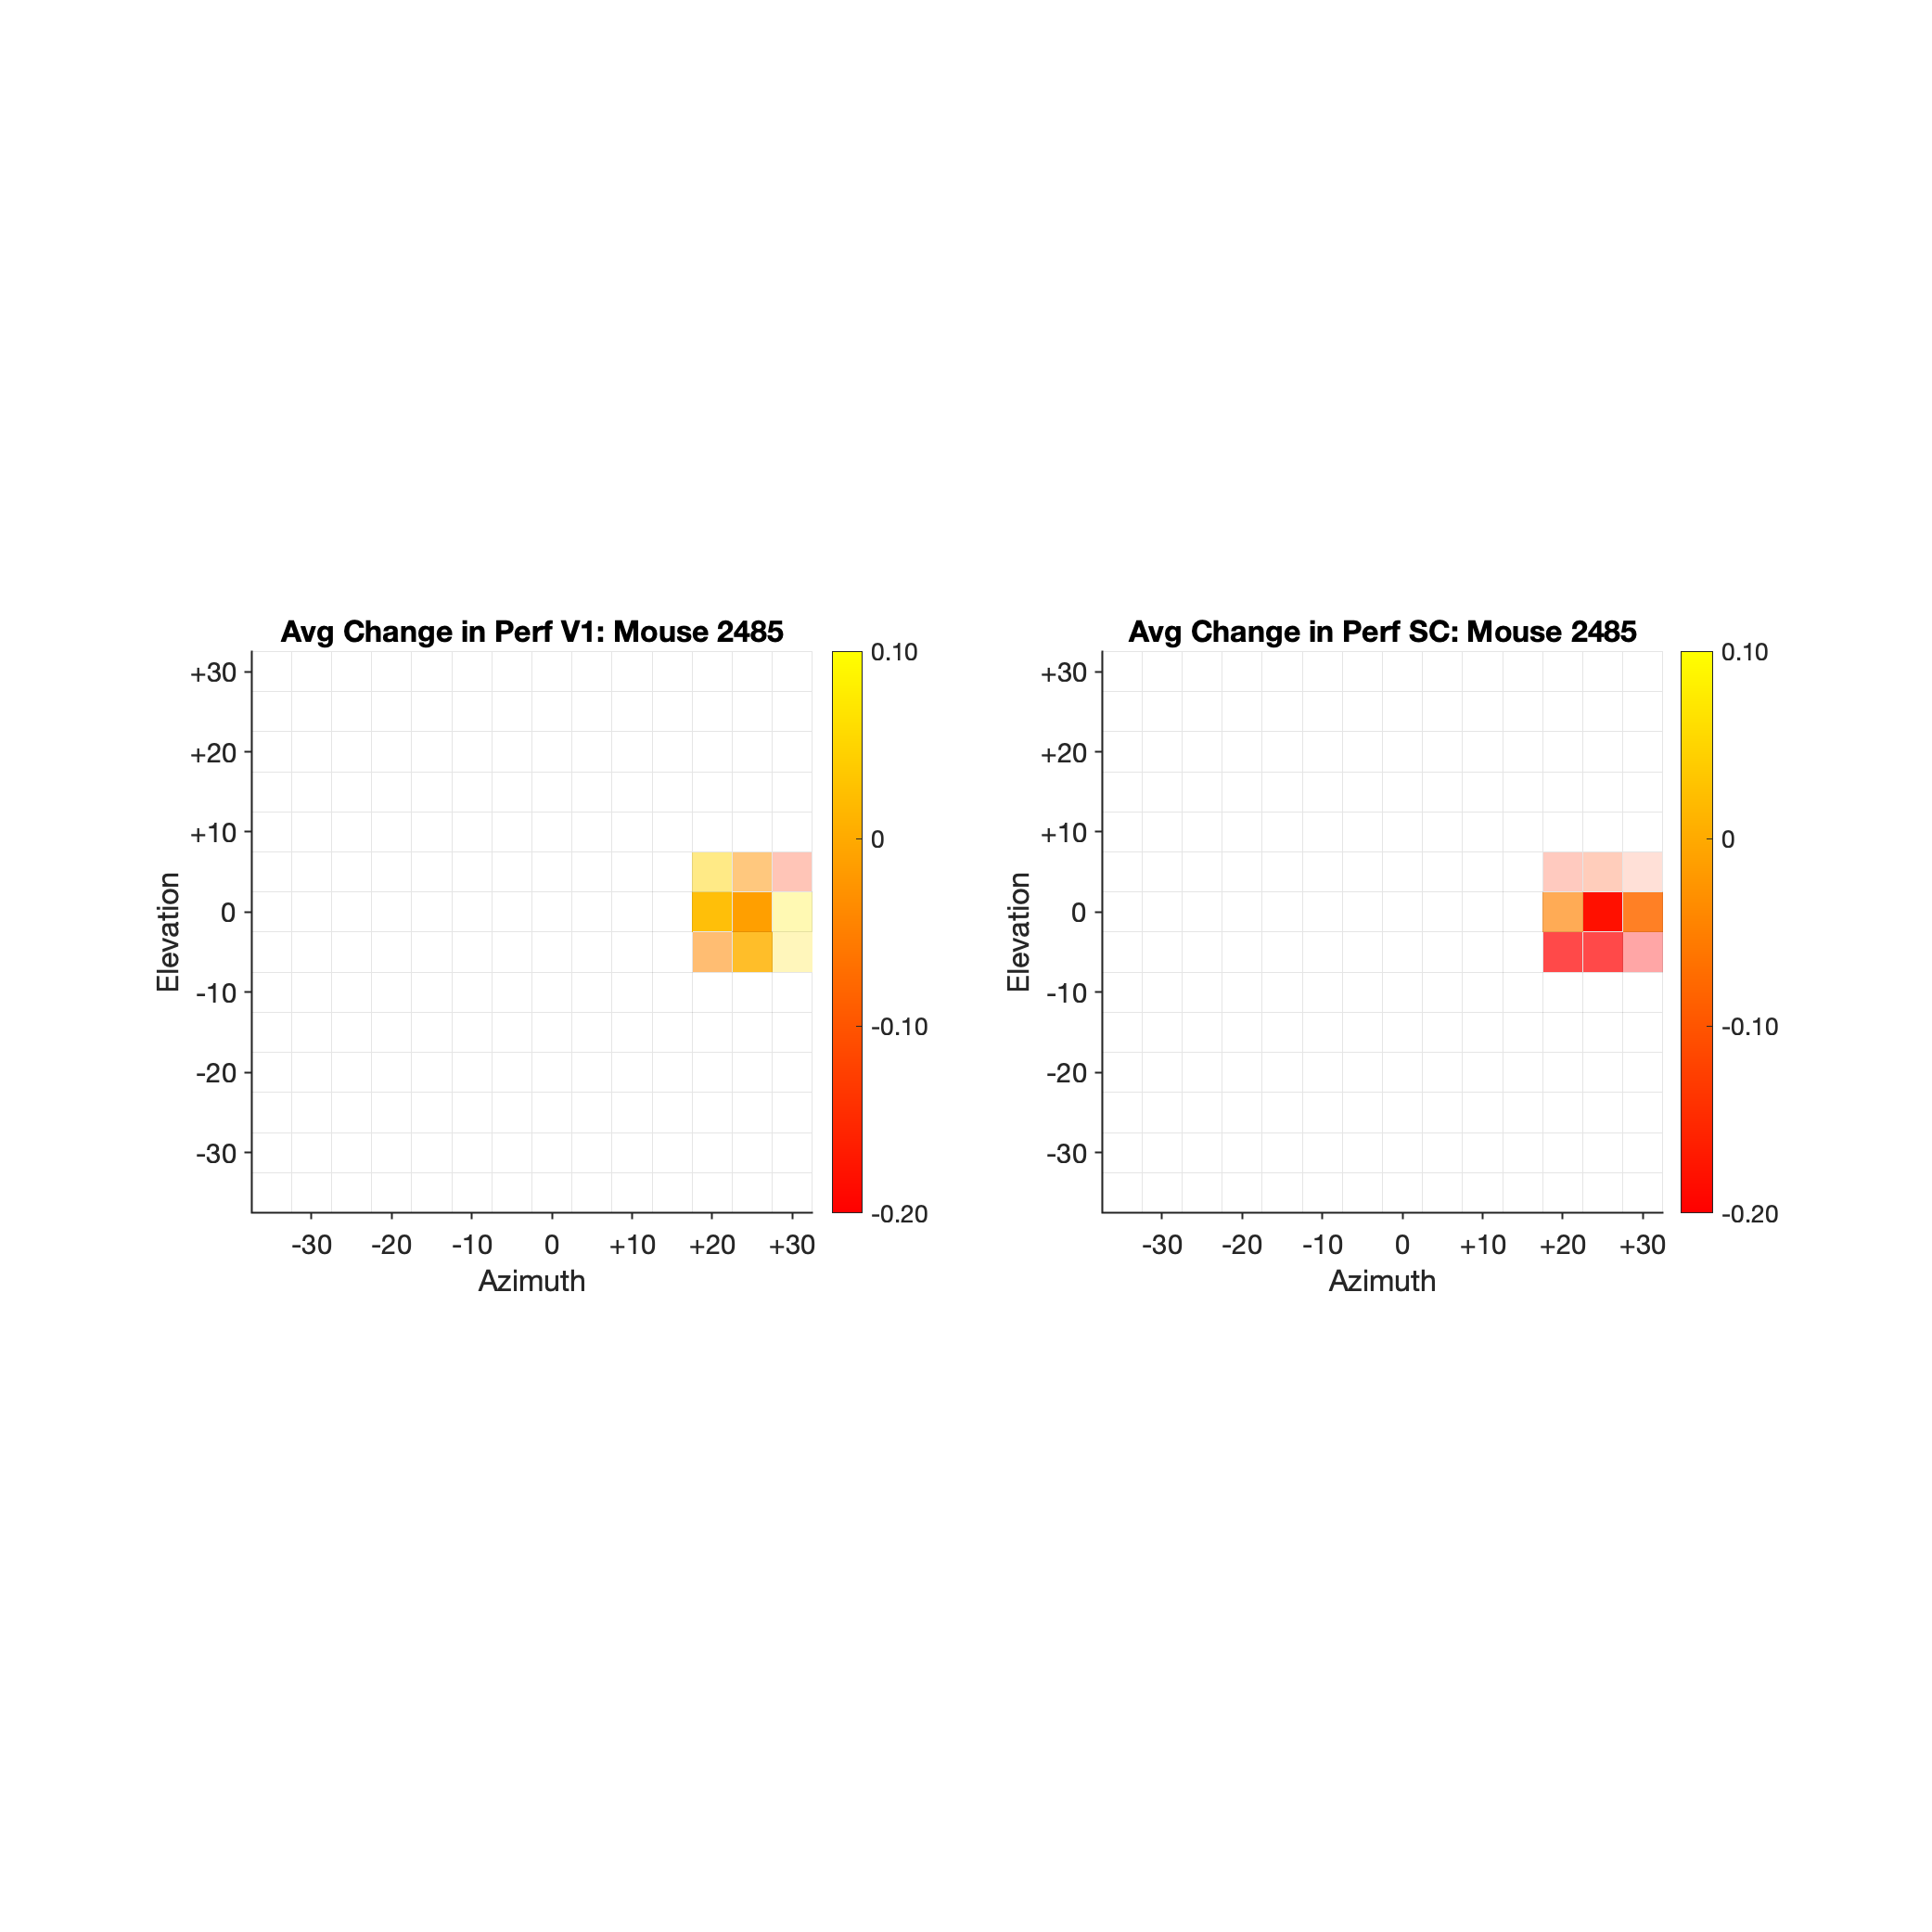 Avg Change in Perf V1: Mouse 2485
+30
+20
+10
0
-10
-20
-30
Elevation
-30 -20 -10 0 +10 +20 +30
Azimuth
0.10
0
-0.10
-0.20
Avg Change in Perf SC: Mouse 2485
+30
+20
+10
0
-10
-20
-30
Elevation
-30 -20 -10 0 +10 +20 +30
Azimuth
0.10
0
-0.10
-0.20